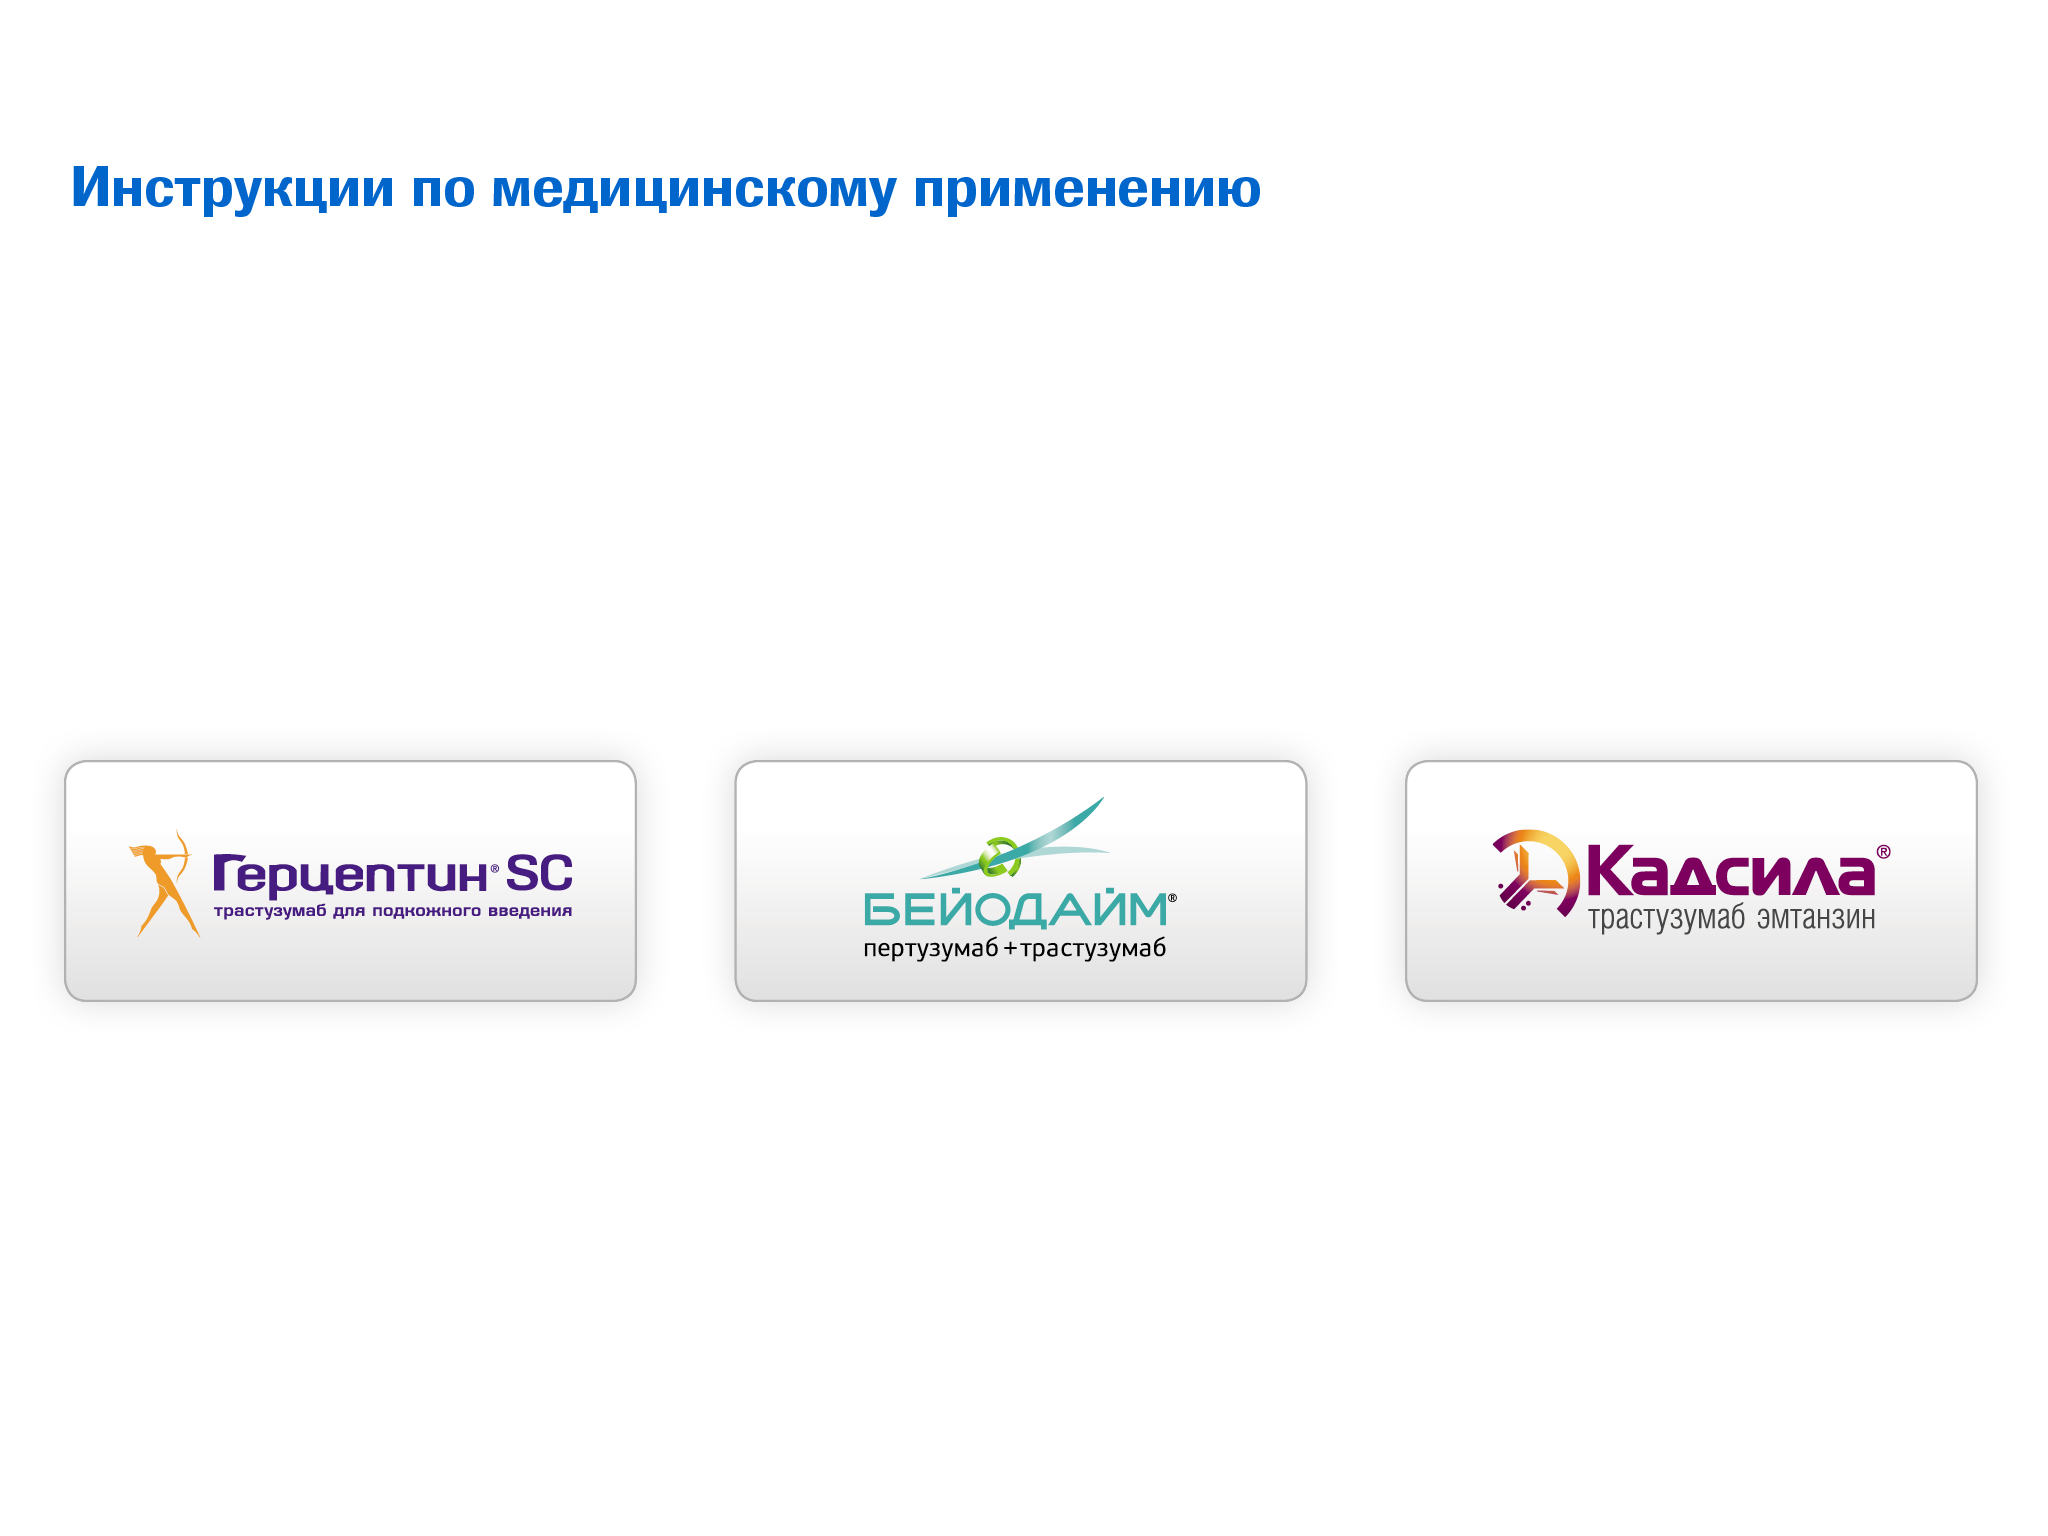 Инструкции по медицинскому применению
Герцептин® SC
трастузумаб для подкожного введения
БЕЙОДАЙМ®
пертузумаб+трастузумаб
Кадсила®
трастузумаб эмтанзин